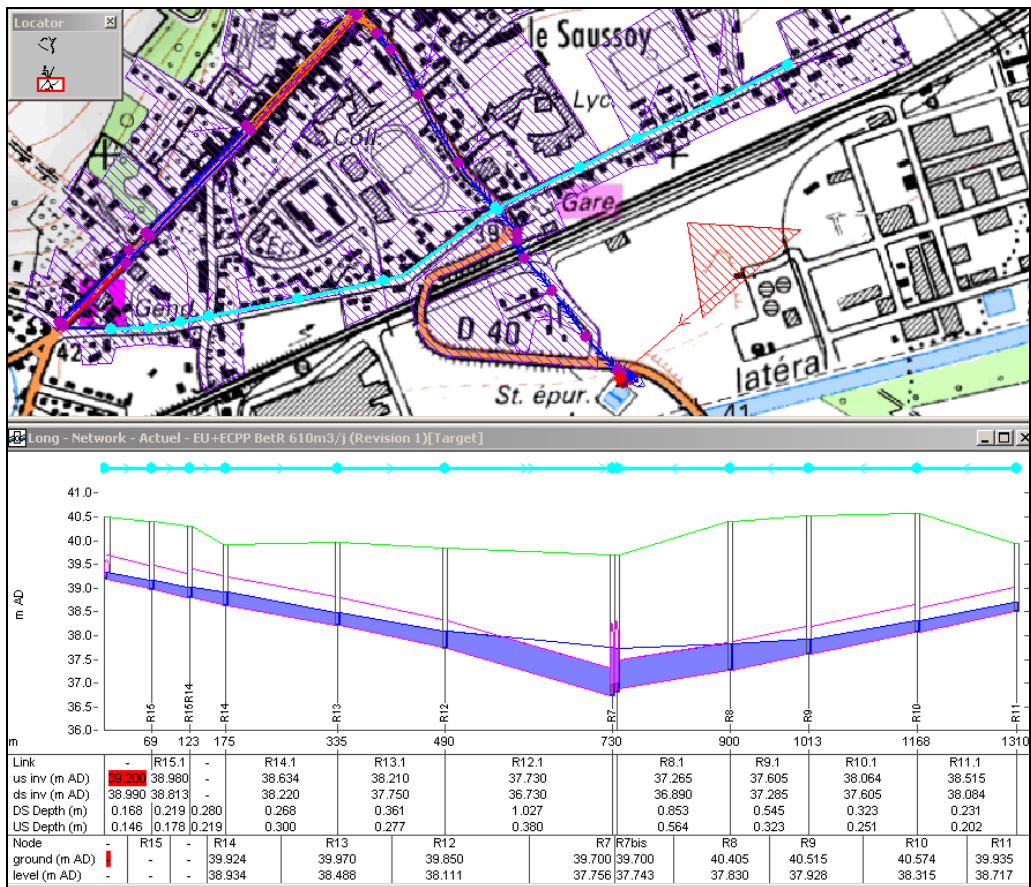 Locator
le Saussoy
Lyc.
Coll.
Gare
9
E.C.
Gend.
D 40
42
latéral
St. épur.
41
Long - Network - Actuel - EU+ECPP BetR 610m3/j (Revision 1)[Target]
41.0
40.5
40.0
39.5
39.0
38.5
38.0
37.5
37.0
36.5
36.0
m AD
R15 R15R14 R14 R13 R12 R7 R8 R9 R10 R11
m 69 123 175 335 490 730 900 1013 1168 1310
Link - R15.1 - R14.1 R13.1 R12.1 R8.1 R9.1 R10.1 R11.1
us inv (m AD) 39.200 38.980 - 38.634 38.210 37.730 37.265 37.605 38.064 38.515
ds inv (m AD) 38.990 38.813 - 38.220 37.750 36.730 36.890 37.285 37.605 38.084
DS Depth (m) 0.168 0.219 0.280 0.268 0.361 1.027 0.853 0.545 0.323 0.231
US Depth (m) 0.146 0.178 0.219 0.300 0.277 0.380 0.564 0.323 0.251 0.202
Node - R15 - R14 R13 R12 R7 R7bis R8 R9 R10 R11
ground (m AD) - - - 39.924 39.970 39.850 39.700 39.700 40.405 40.515 40.574 39.935
level (m AD) - - - 38.934 38.488 38.111 37.756 37.743 37.830 37.928 38.315 38.717